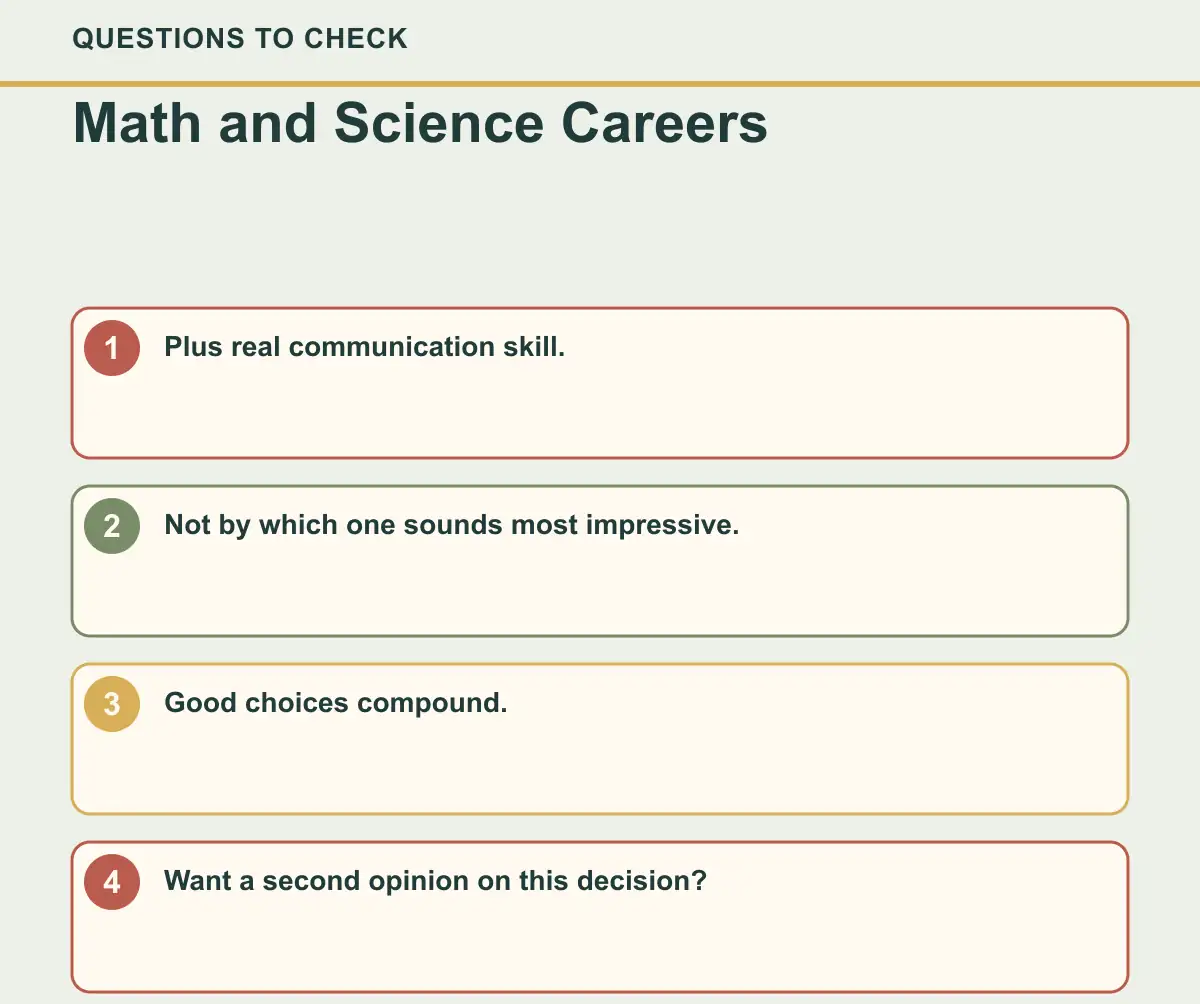 QUESTIONS TO CHECK
Math and Science Careers
1 Plus real communication skill.
2 Not by which one sounds most impressive.
3 Good choices compound.
4 Want a second opinion on this decision?